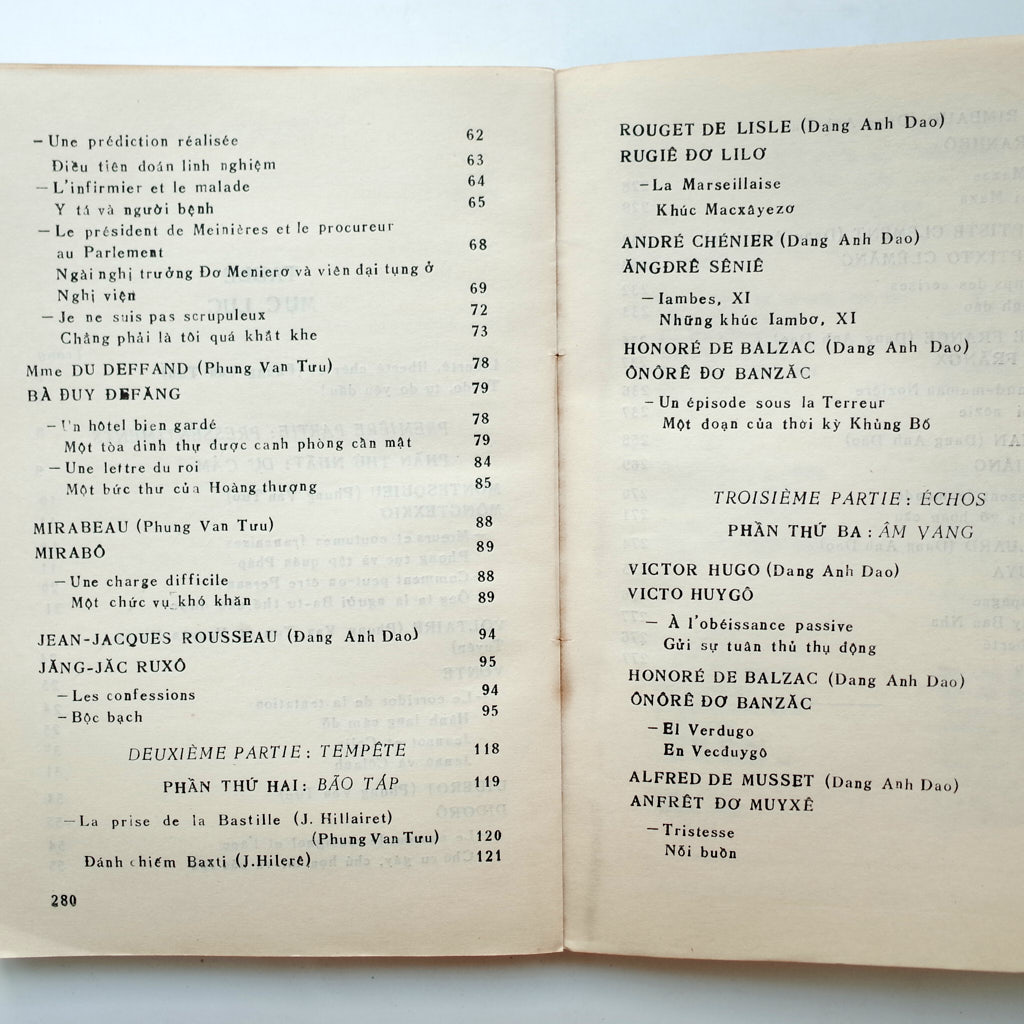 – Une prédiction réalisée 62
Điều tiên đoán linh nghiệm 63
– L'infirmier et le malade 64
Y tá và người bệnh 65
– Le président de Meinières et le procureur
au Parlement 68
Ngài nghị trưởng Đơ Menierơ và viên đại tụng ở
Nghị viện 69
– Je ne suis pas scrupuleux 72
Chẳng phải là tôi quá khắt khe 73
Mme DU DEFFAND (Phung Van Tưu) 78
BÀ ĐUY ĐEFĂNG 79
– Un hôtel bien gardé 78
Một tòa dinh thự được canh phòng cẩn mật 79
– Une lettre du roi 84
Một bức thư của Hoàng thượng 85
MIRABEAU (Phung Van Tưu) 88
MIRABÔ 89
– Une charge difficile 88
Một chức vụ khó khăn 89
JEAN-JACQUES ROUSSEAU (Đang Anh Dao) 94
JĂNG-JĂC RUXÔ 95
– Les confessions 94
– Bộc bạch 95
DEUXIÈME PARTIE: TEMPÊTE 118
PHẦN THỨ HAI: BÃO TÁP 119
– La prise de la Bastille (J. Hillairet)
(Phung Van Tưu) 120
Đánh chiếm Baxti (J.Hilerê) 121
280
ROUGET DE LISLE (Dang Anh Dao)
RUGIÊ ĐƠ LILƠ
– La Marseillaise
Khúc Macxâyezơ
ANDRÉ CHÉNIER (Dang Anh Dao)
ĂNGĐRÊ SÊNIÊ
– Iambes, XI
Những khúc Iambơ, XI
HONORÉ DE BALZAC (Dang Anh Dao)
ÔNÔRÊ ĐƠ BANZĂC
– Un épisode sous la Terreur
Một đoạn của thời kỳ Khủng Bố
TROISIÈME PARTIE: ÉCHOS
PHẦN THỨ BA: ÂM VANG
VICTOR HUGO (Dang Anh Dao)
VICTO HUYGÔ
– À l'obéissance passive
Gửi sự tuân thủ thụ động
HONORÉ DE BALZAC (Dang Anh Dao)
ÔNÔRÊ ĐƠ BANZĂC
– El Verdugo
En Vecđuygô
ALFRED DE MUSSET (Dang Anh Dao)
ANFRÊT ĐƠ MUYXÊ
– Tristesse
Nỗi buồn